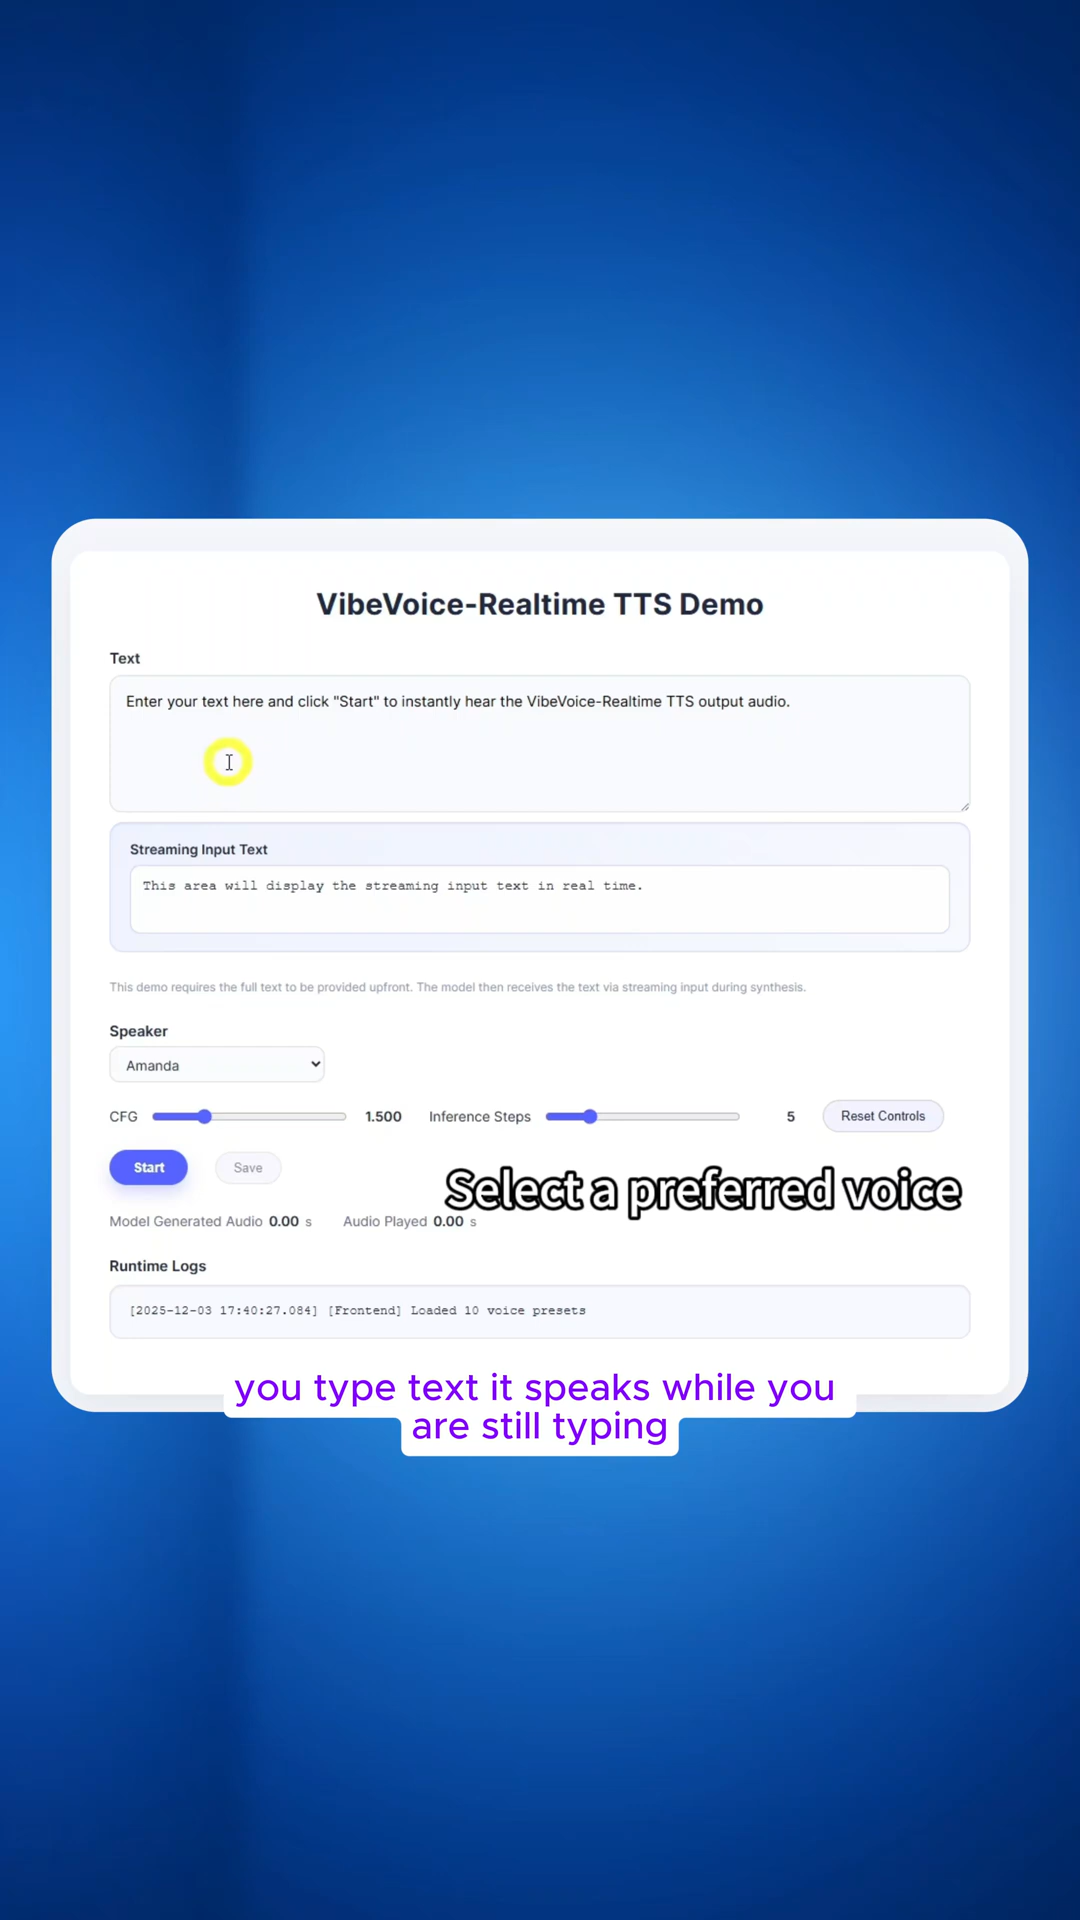 VibeVoice-Realtime TTS Demo
Text
Enter your text here and click "Start" to instantly hear the VibeVoice-Realtime TTS output audio.
Streaming Input Text
This area will display the streaming input text in real time.
This demo requires the full text to be provided upfront. The model then receives the text via streaming input during synthesis.
Speaker
Amanda
CFG 1.500 Inference Steps 5 Reset Controls
Start Save
Select a preferred voice
Model Generated Audio 0.00 s Audio Played 0.00 s
Runtime Logs
[2025-12-03 17:40:27.084] [Frontend] Loaded 10 voice presets
you type text it speaks while you
are still typing